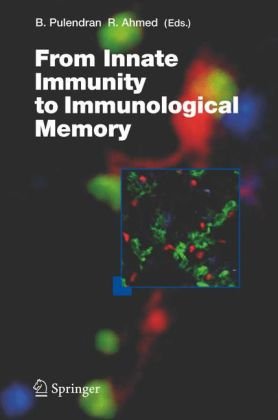 B. Pulendran R. Ahmed (Eds.)
From Innate
Immunity
to Immunological
Memory
Springer